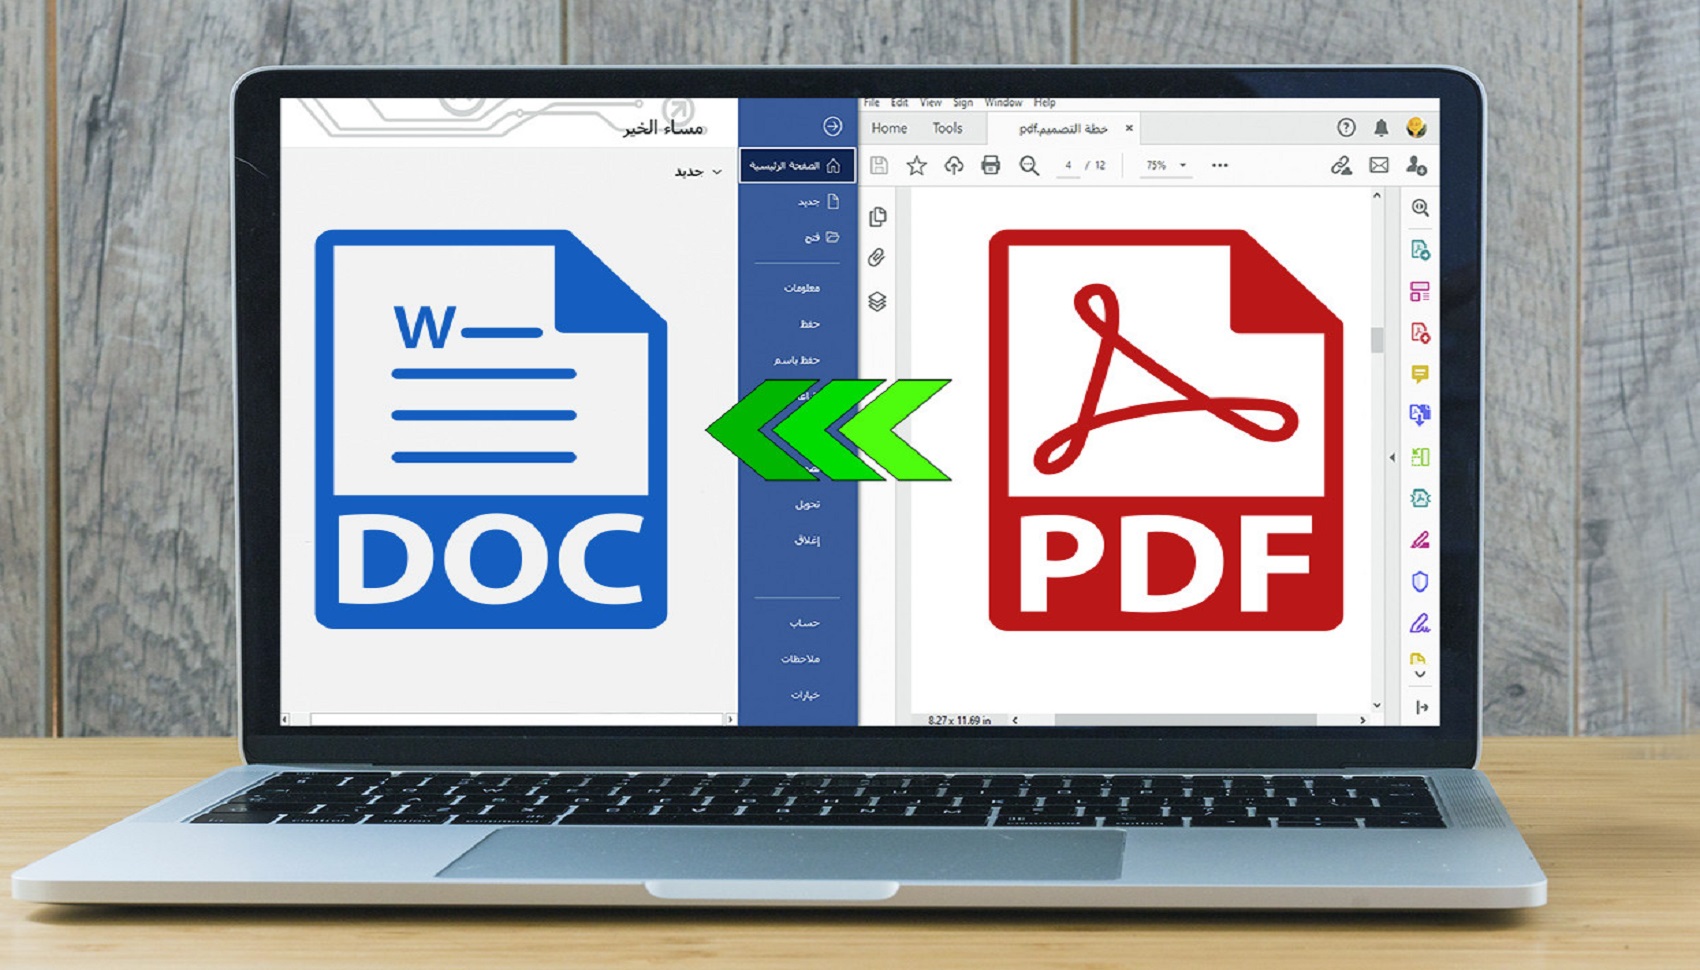 مساء الخير
جديد
الصفحة الرئيسية
جديد
فتح
معلومات
حفظ
حفظ باسم
تحويل
إغلاق
حساب
ملاحظات
خيارات
File Edit View Sign Window Help
Home Tools خطة التصميم.pdf ×
4 / 12 75%
8.27 x 11.69 in
W
DOC
PDF